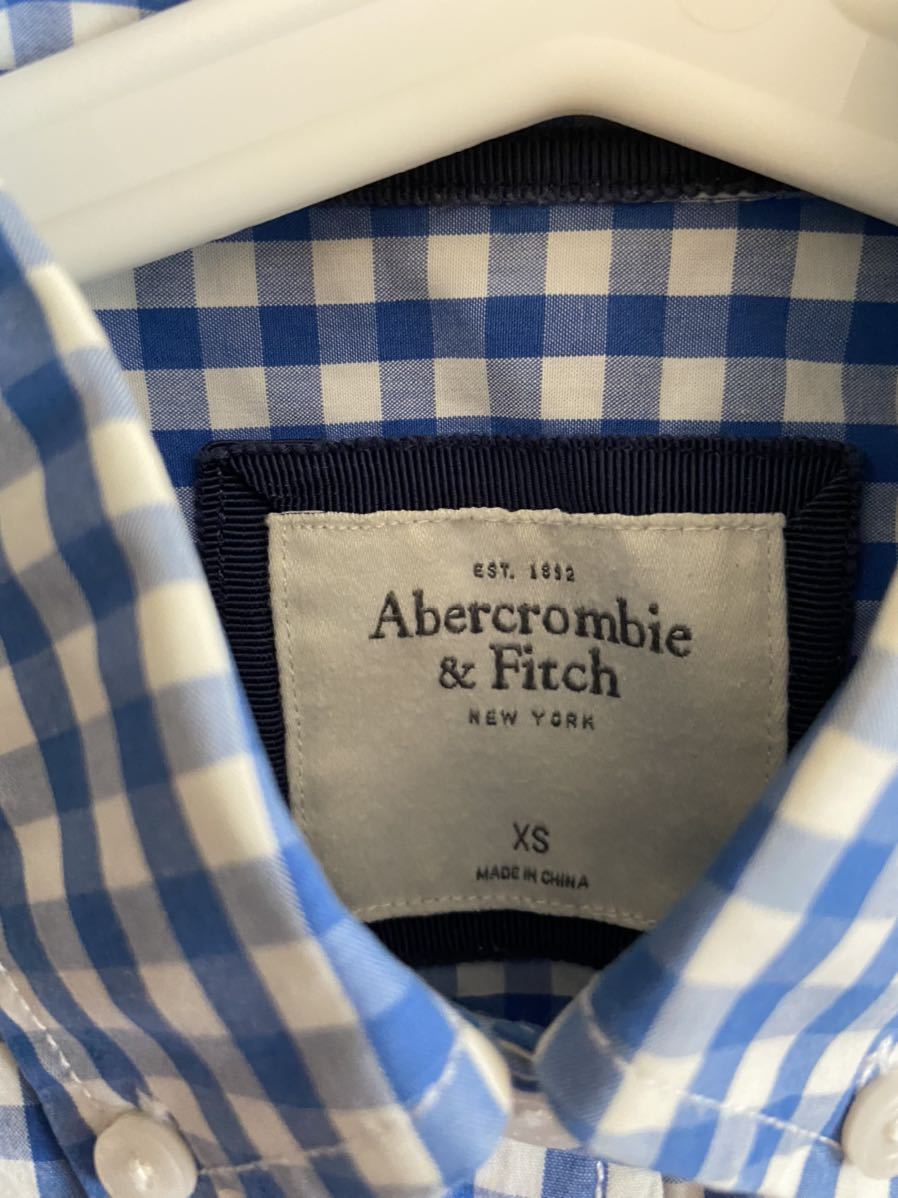 EST. 1892
Abercrombie
& Fitch
NEW YORK
XS
MADE IN CHINA